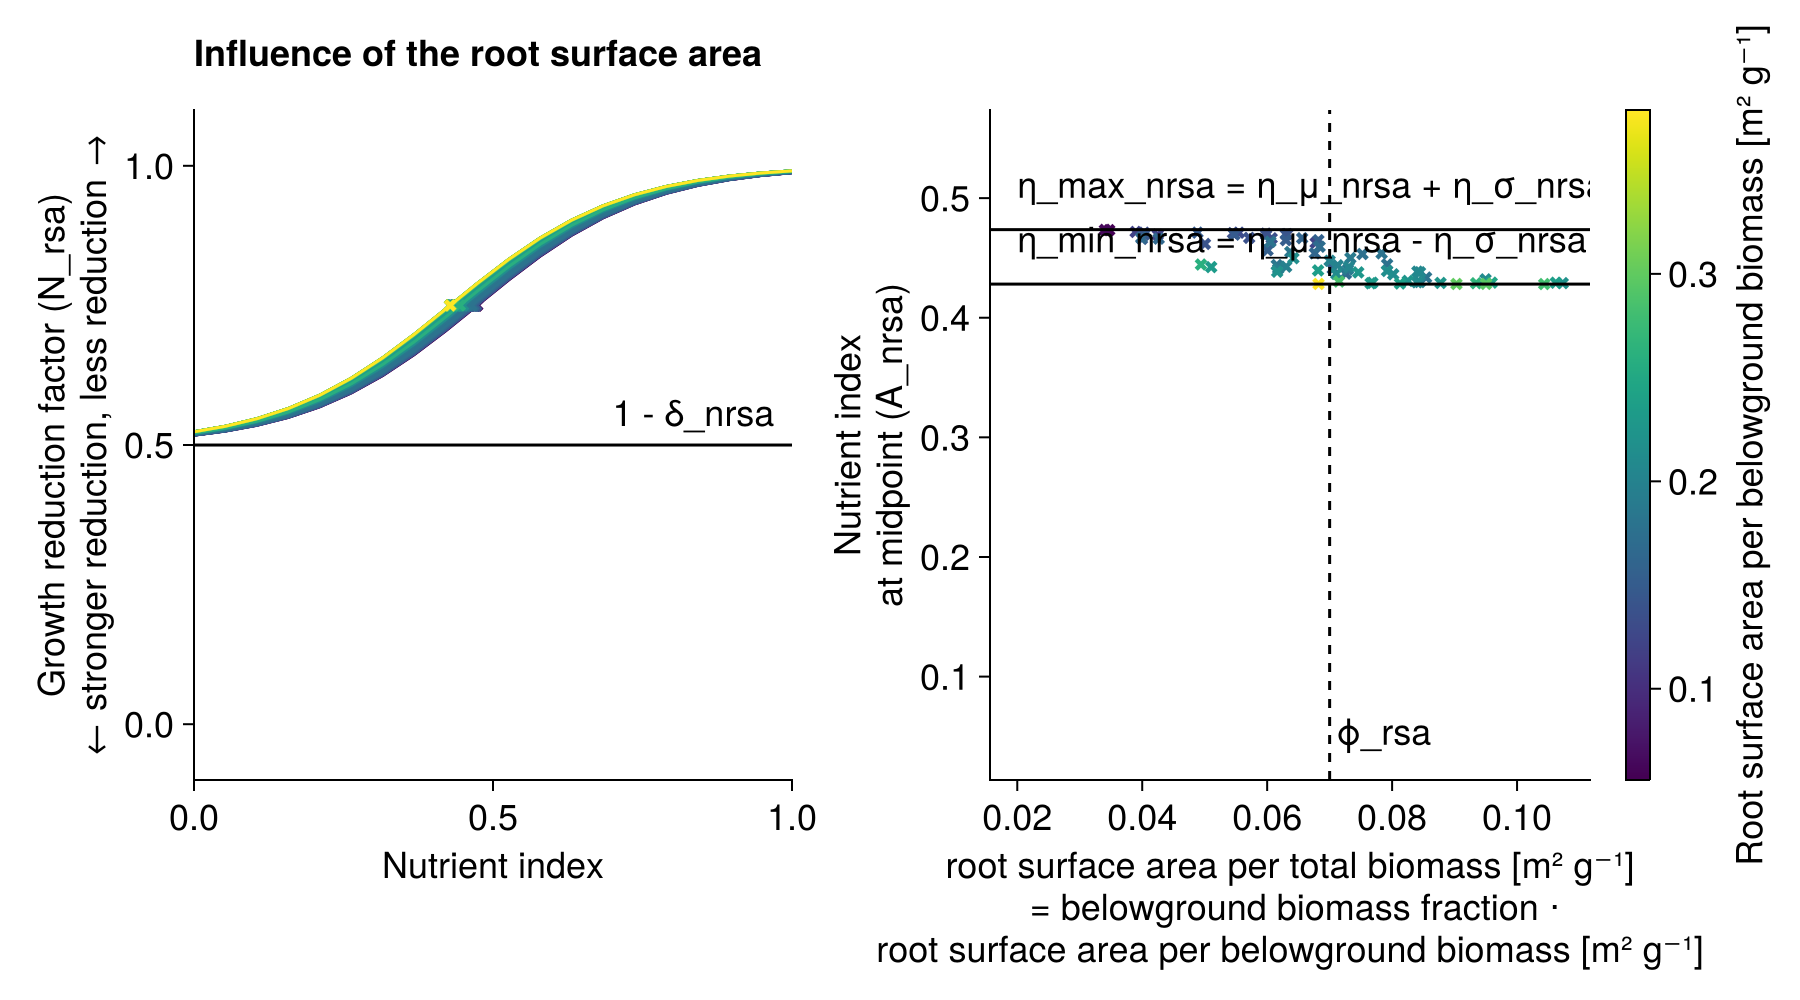 Influence of the root surface area
Growth reduction factor (N_rsa)
← stronger reduction, less reduction →
1.0
0.5
0.0
1 - δ_nrsa
0.0
0.5
1.0
Nutrient index
Nutrient index
at midpoint (A_nrsa)
0.5
0.4
0.3
0.2
0.1
η_max_nrsa = η_μ_nrsa + η_σ_nrsa
η_min_nrsa = η_μ_nrsa - η_σ_nrsa
ϕ_rsa
0.02
0.04
0.06
0.08
0.10
root surface area per total biomass [m² g⁻¹]
= belowground biomass fraction ·
root surface area per belowground biomass [m² g⁻¹]
0.3
0.2
0.1
Root surface area per belowground biomass [m² g⁻¹]